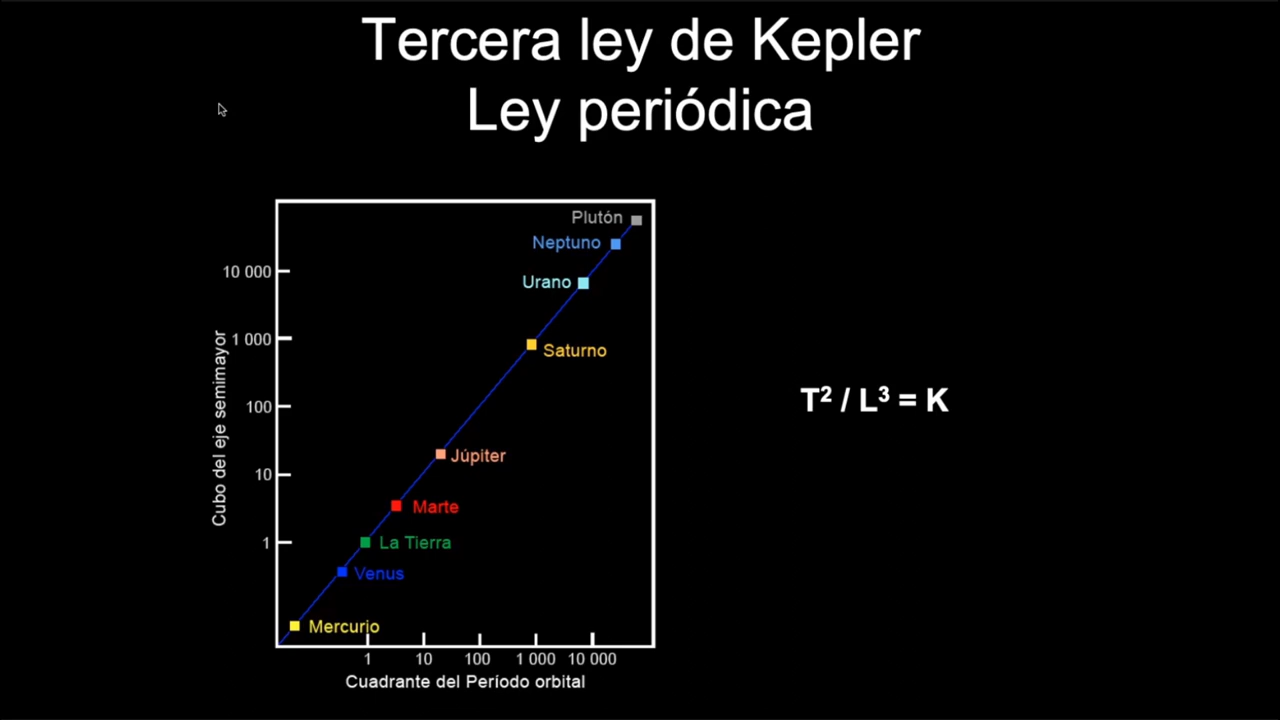 Tercera ley de Kepler
Ley periódica
Plutón
Neptuno
Urano
Saturno
Júpiter
Marte
La Tierra
Venus
Mercurio
10 000
1 000
100
10
1
Cubo del eje semimayor
1 10 100 1 000 10 000
Cuadrante del Período orbital
T² / L³ = K